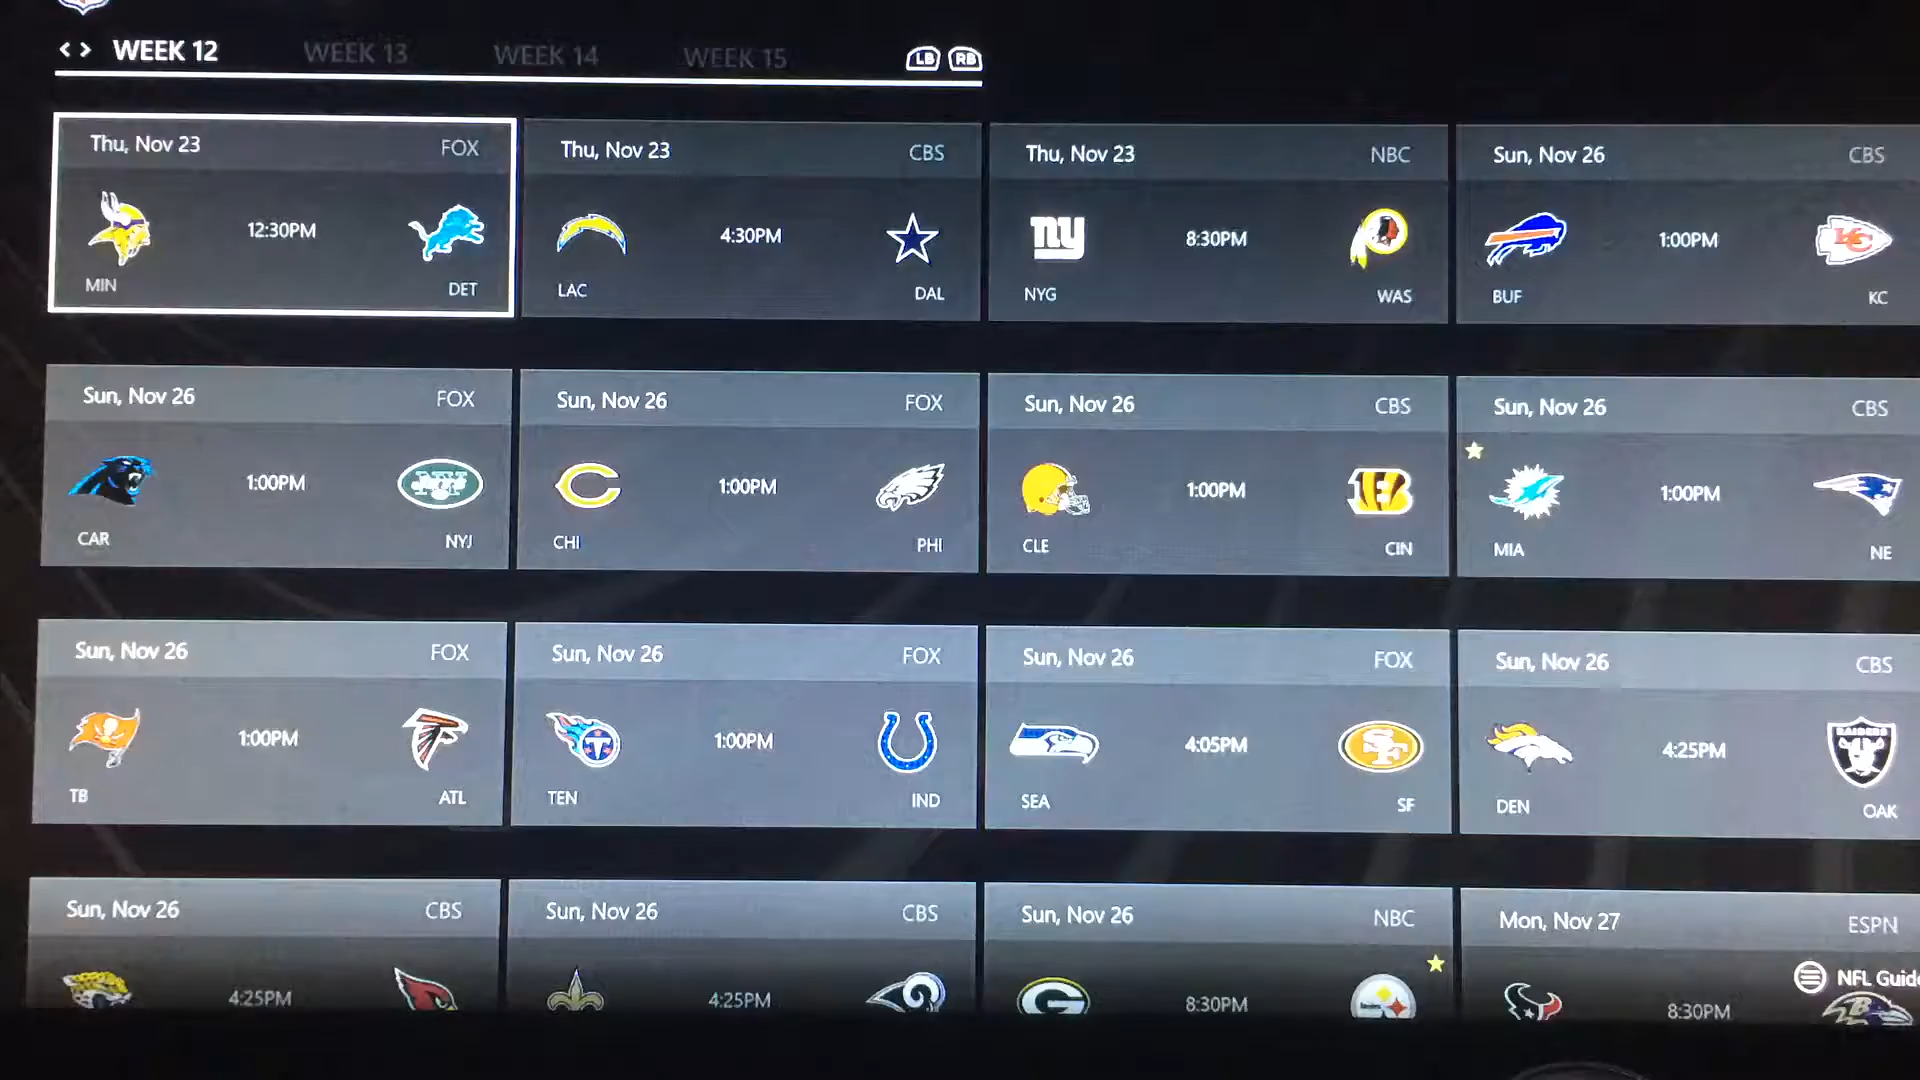 < > WEEK 12 WEEK 13 WEEK 14 WEEK 15 LB RB
Thu, Nov 23 FOX
12:30PM
MIN DET
Thu, Nov 23 CBS
4:30PM
LAC DAL
Thu, Nov 23 NBC
ny 8:30PM
NYG WAS
Sun, Nov 26 CBS
1:00PM KC
BUF KC
Sun, Nov 26 FOX
1:00PM JETS
CAR NYJ
Sun, Nov 26 FOX
1:00PM
CHI PHI
Sun, Nov 26 CBS
1:00PM
CLE CIN
Sun, Nov 26 CBS
1:00PM
MIA NE
Sun, Nov 26 FOX
1:00PM
TB ATL
Sun, Nov 26 FOX
T 1:00PM
TEN IND
Sun, Nov 26 FOX
4:05PM SF
SEA SF
Sun, Nov 26 CBS
4:25PM RAIDERS
DEN OAK
Sun, Nov 26 CBS
4:25PM
Sun, Nov 26 CBS
4:25PM
Sun, Nov 26 NBC
G 8:30PM
Mon, Nov 27 ESPN
8:30PM B
NFL Guide